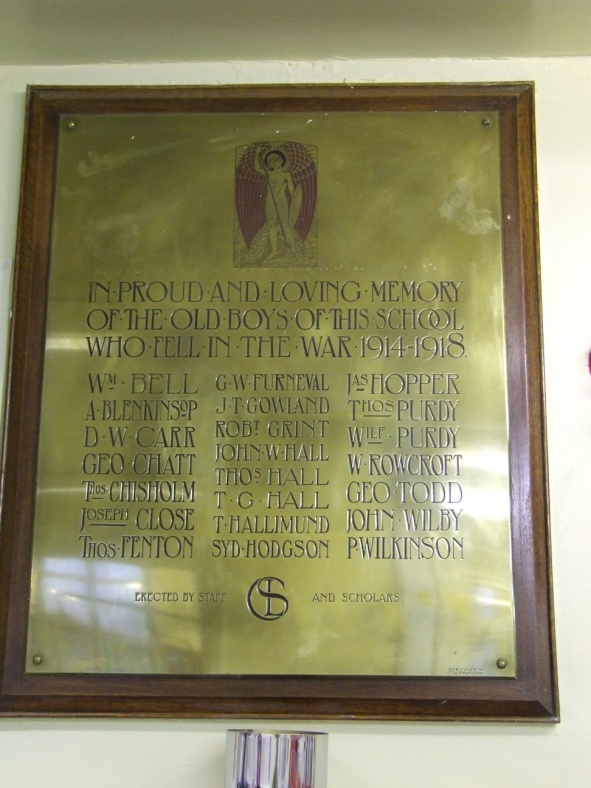 IN·PROUD·AND·LOVING·MEMORY
OF·THE·OLD·BOYS·OF·THIS·SCHOOL
WHO·FELL·IN·THE·WAR·1914-1918.
WM·BELL
A·BLENKINSOP
D·W·CARR
GEO·CHATT
THOS·CHISHOLM
JOSEPH·CLOSE
THOS·FENTON
G·W·FURNEVAL
J·T·GOWLAND
ROBT GRINT
JOHN·W·HALL
THOS HALL
T·G·HALL
T·HALLIMUND
SYD·HODGSON
JAS HOPPER
THOS PURDY
WILF·PURDY
W·ROWCROFT
GEO TODD
JOHN·WILBY
P.WILKINSON
ERECTED BY STAFF CSL AND SCHOLARS.